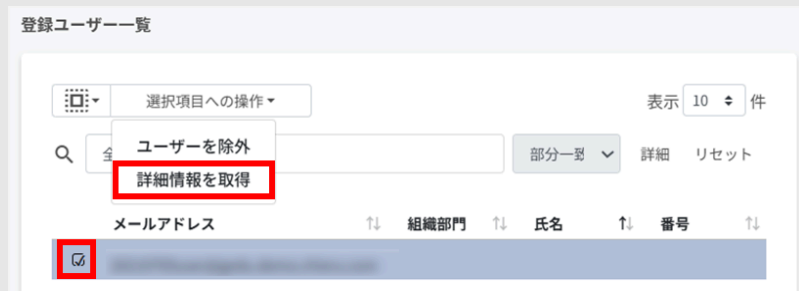 登録ユーザー一覧
選択項目への操作
表示 10 件
ユーザーを除外
全
部分一致
詳細 リセット
詳細情報を取得
メールアドレス 組織部門 氏名 番号